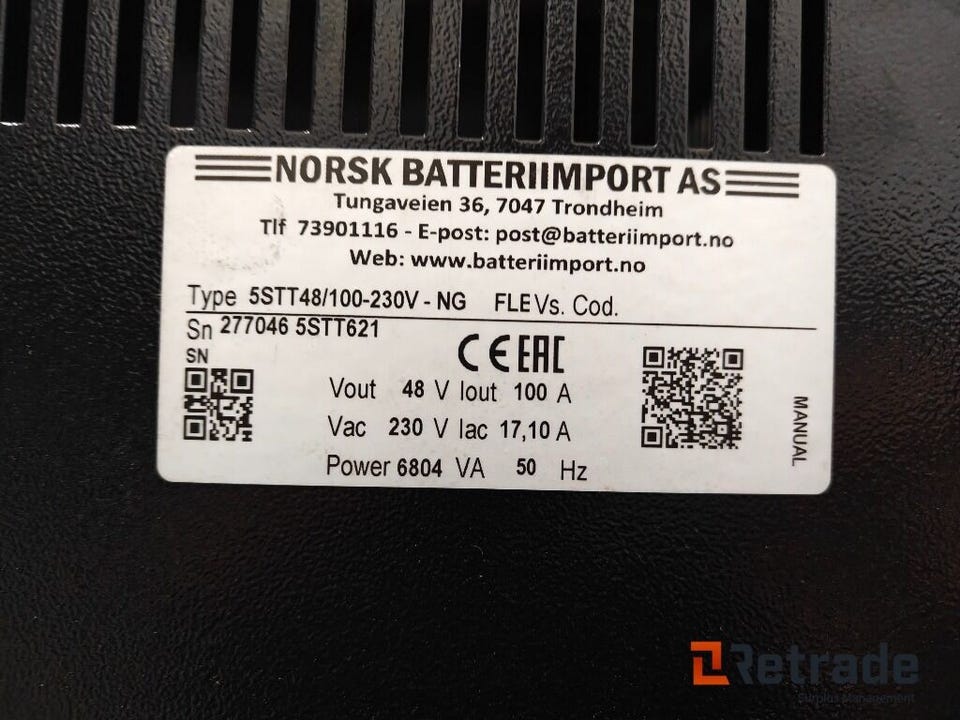 NORSK BATTERIIMPORT AS
Tungaveien 36, 7047 Trondheim
Tlf 73901116 - E-post: post@batteriimport.no
Web: www.batteriimport.no
Type 5STT48/100-230V - NG FLE Vs. Cod.
Sn 277046 5STT621
SN
CE EAC
Vout 48 V Iout 100 A
Vac 230 V Iac 17,10 A
Power 6804 VA 50 Hz
MANUAL
Retrade
Surplus Management